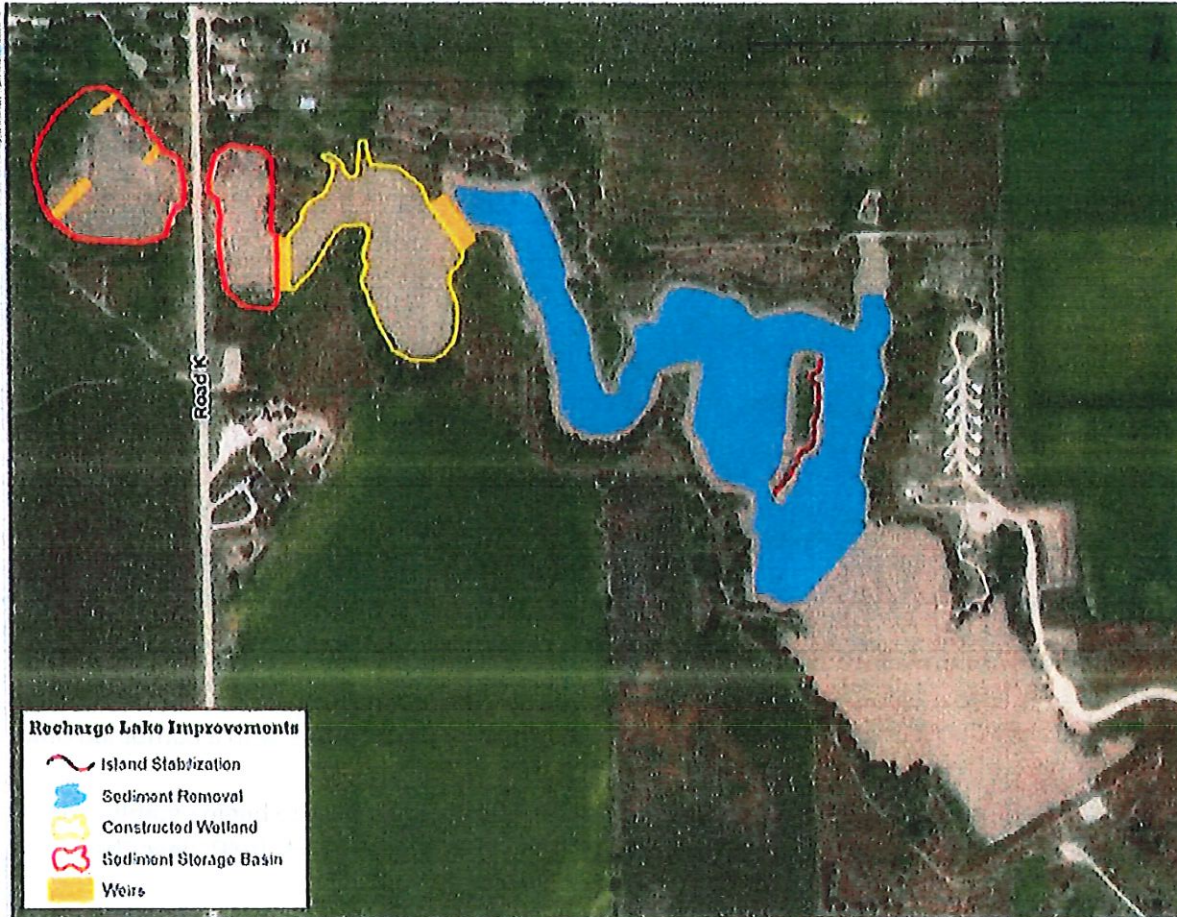 Road K
Recharge Lake Improvements
Island Stabilization
Sediment Removal
Constructed Wetland
Sediment Storage Basin
Weirs